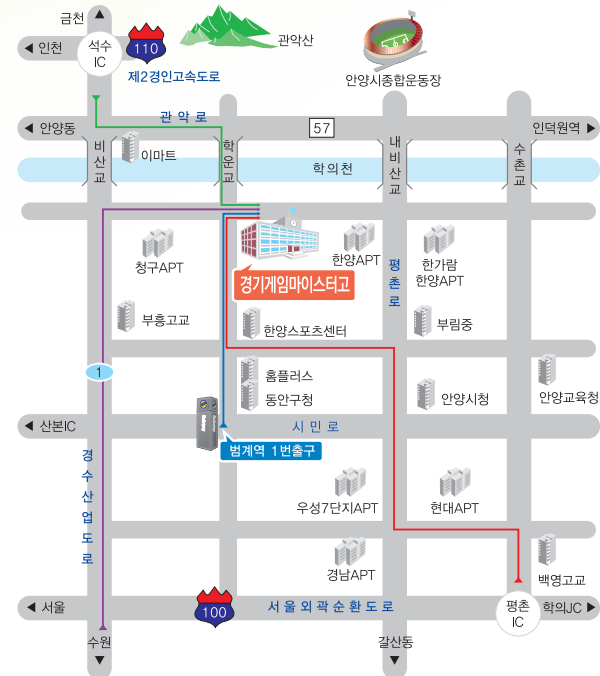 금천
인천
석수
IC
110
제2경인고속도로
관악산
안양시종합운동장
안양동
관악로
57
인덕원역
비산교
이마트
학운교
학의천
내비산교
수촌교
청구APT
한양APT
평촌로
한가람
한양APT
경기게임마이스터고
부흥고교
한양스포츠센터
부림중
1
홈플러스
동안구청
안양시청
안양교육청
산본IC
시민로
범계역 1번출구
경수산업도로
우성7단지APT
현대APT
경남APT
백영고교
서울
100
서울외곽순환도로
평촌
IC
학의JC
수원
갈산동